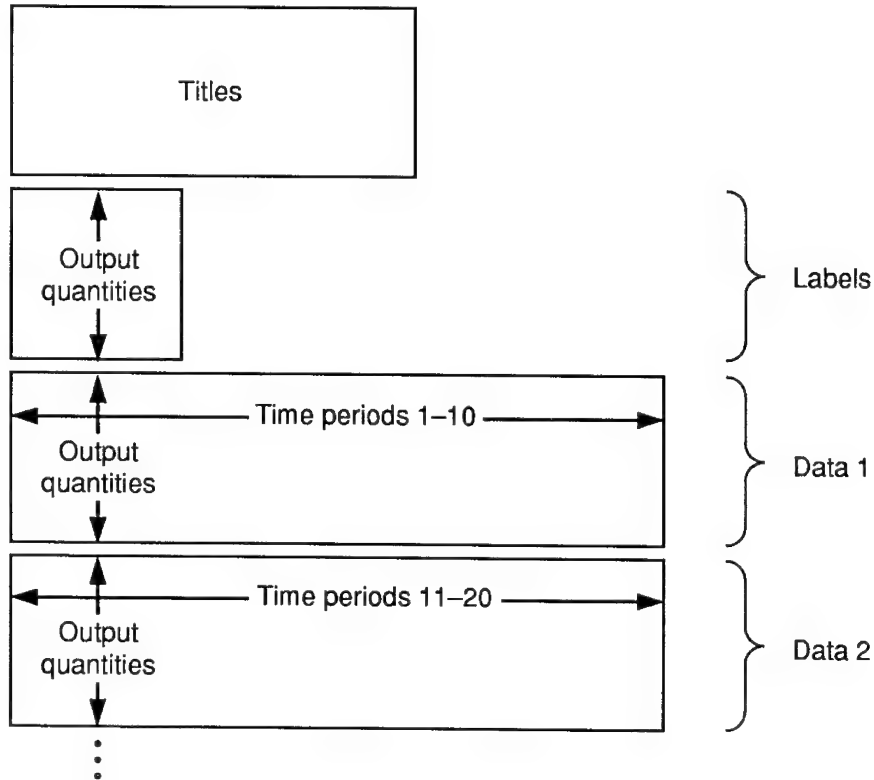 Titles
Output
quantities
Labels
Time periods 1–10
Output
quantities
Data 1
Time periods 11–20
Output
quantities
Data 2